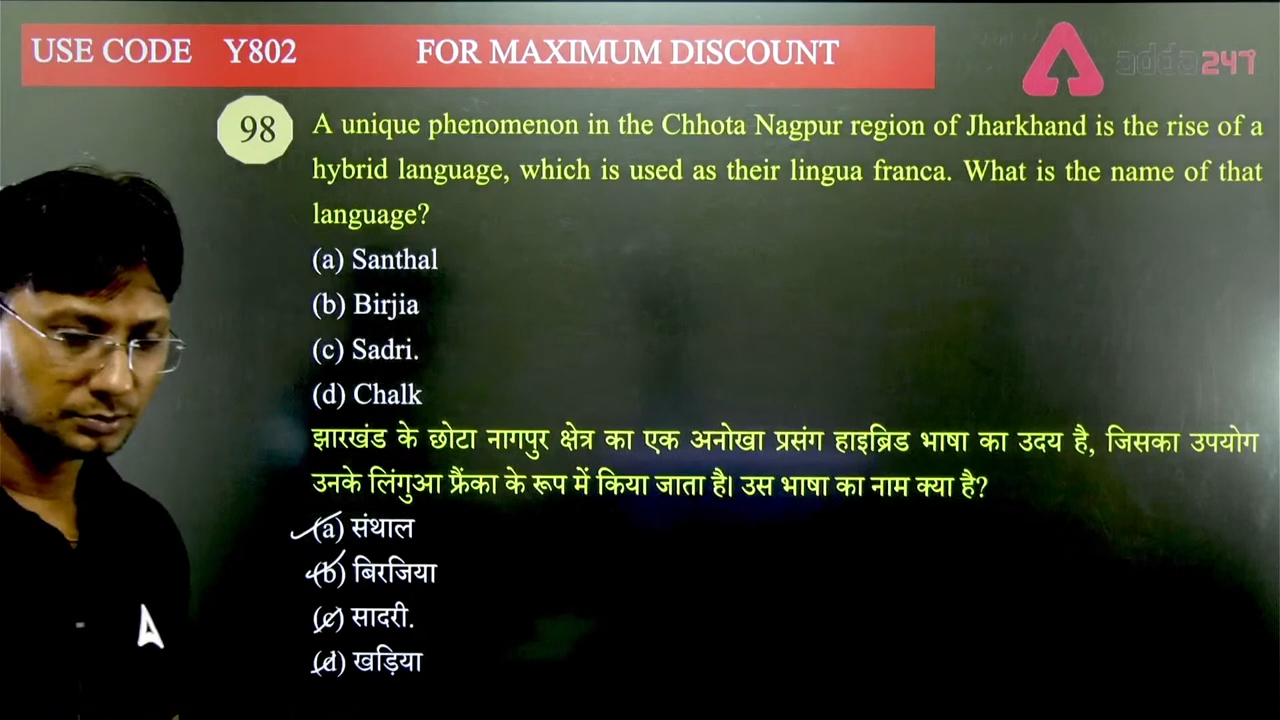 USE CODE Y802 FOR MAXIMUM DISCOUNT
adda247
98
A unique phenomenon in the Chhota Nagpur region of Jharkhand is the rise of a
hybrid language, which is used as their lingua franca. What is the name of that
language?
(a) Santhal
(b) Birjia
(c) Sadri.
(d) Chalk
झारखंड के छोटा नागपुर क्षेत्र का एक अनोखा प्रसंग हाइब्रिड भाषा का उदय है, जिसका उपयोग
उनके लिंगुआ फ्रैंका के रूप में किया जाता है। उस भाषा का नाम क्या है?
(a) संथाल
(b) बिरजिया
(c) सादरी.
(d) खड़िया